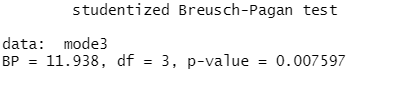 studentized Breusch-Pagan test
data:  mode3
BP = 11.938, df = 3, p-value = 0.007597